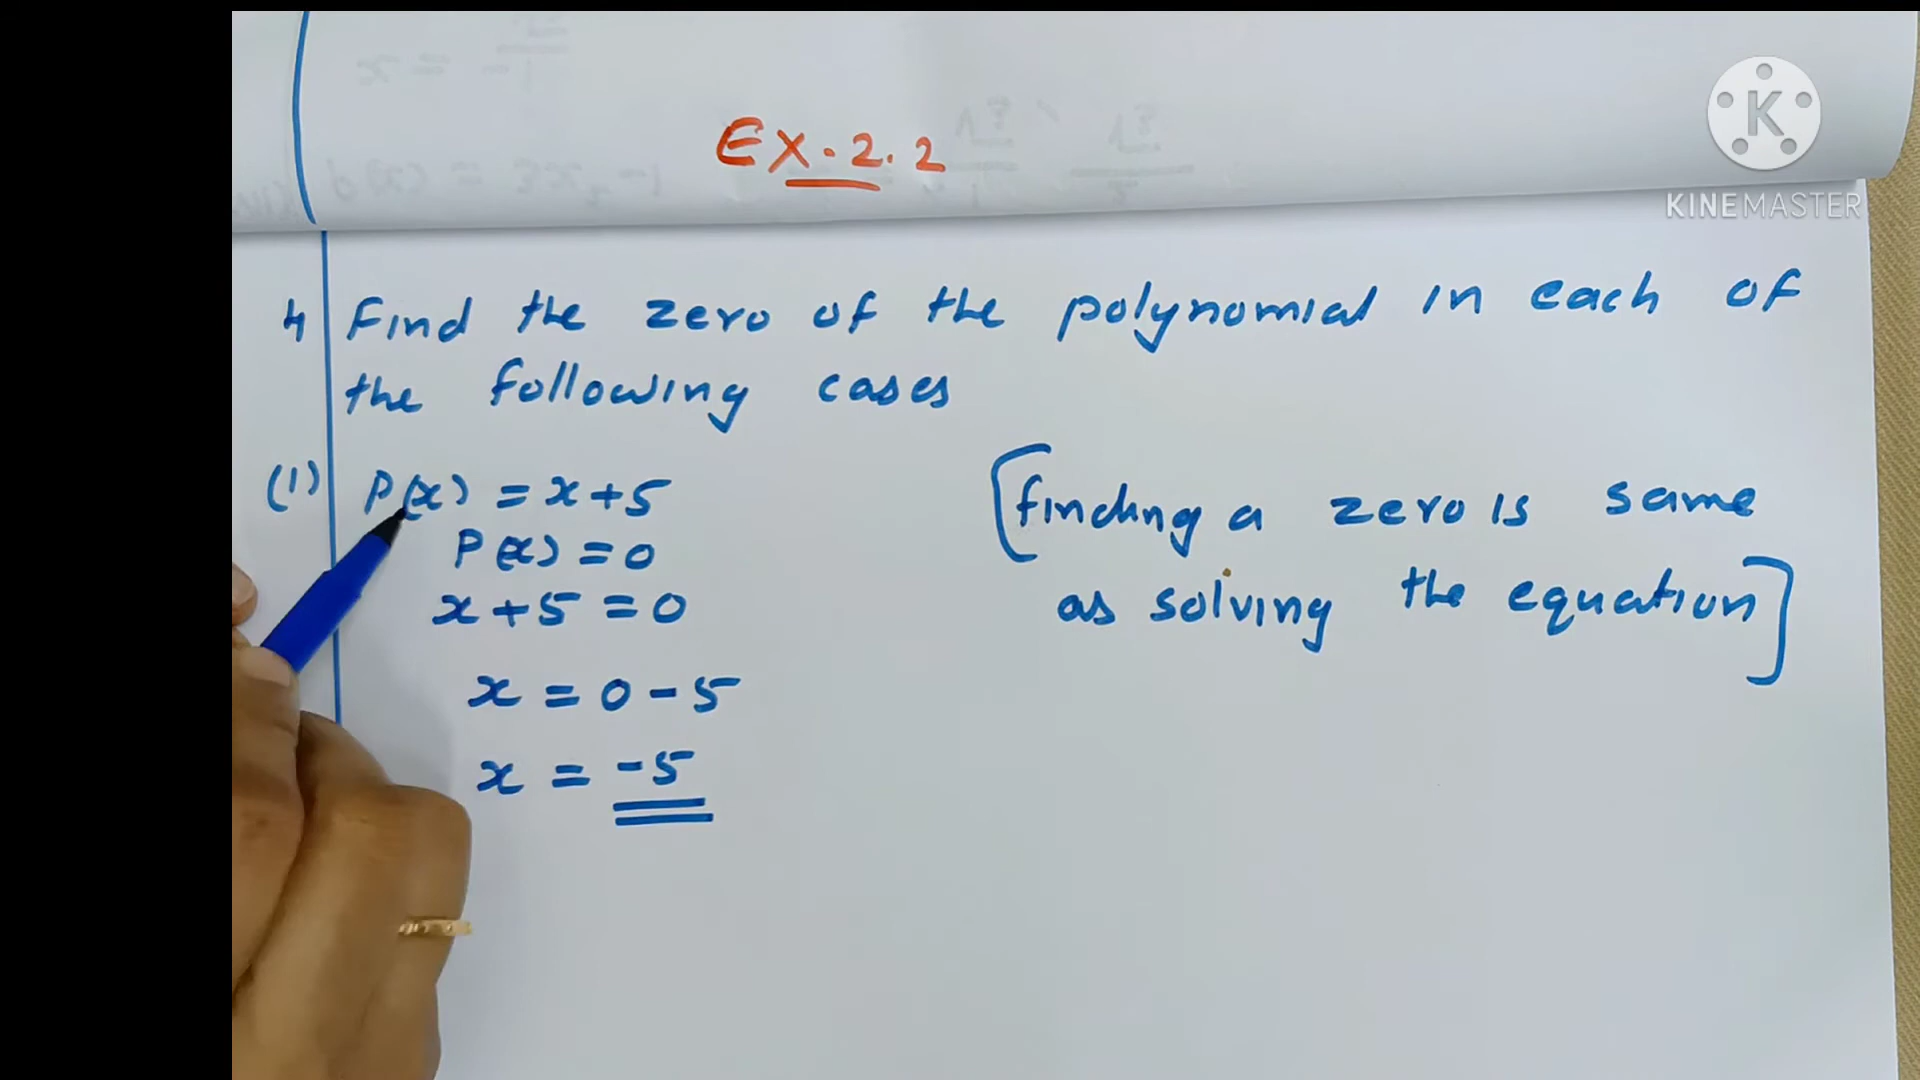 EX.2.2
K
KINEMASTER
4 Find the zero of the polynomial in each of
the following cases
(1) P(x) = x+5
P(x) = 0
x+5 = 0
x = 0-5
x = -5
[finding a zero is same
as solving the equation]